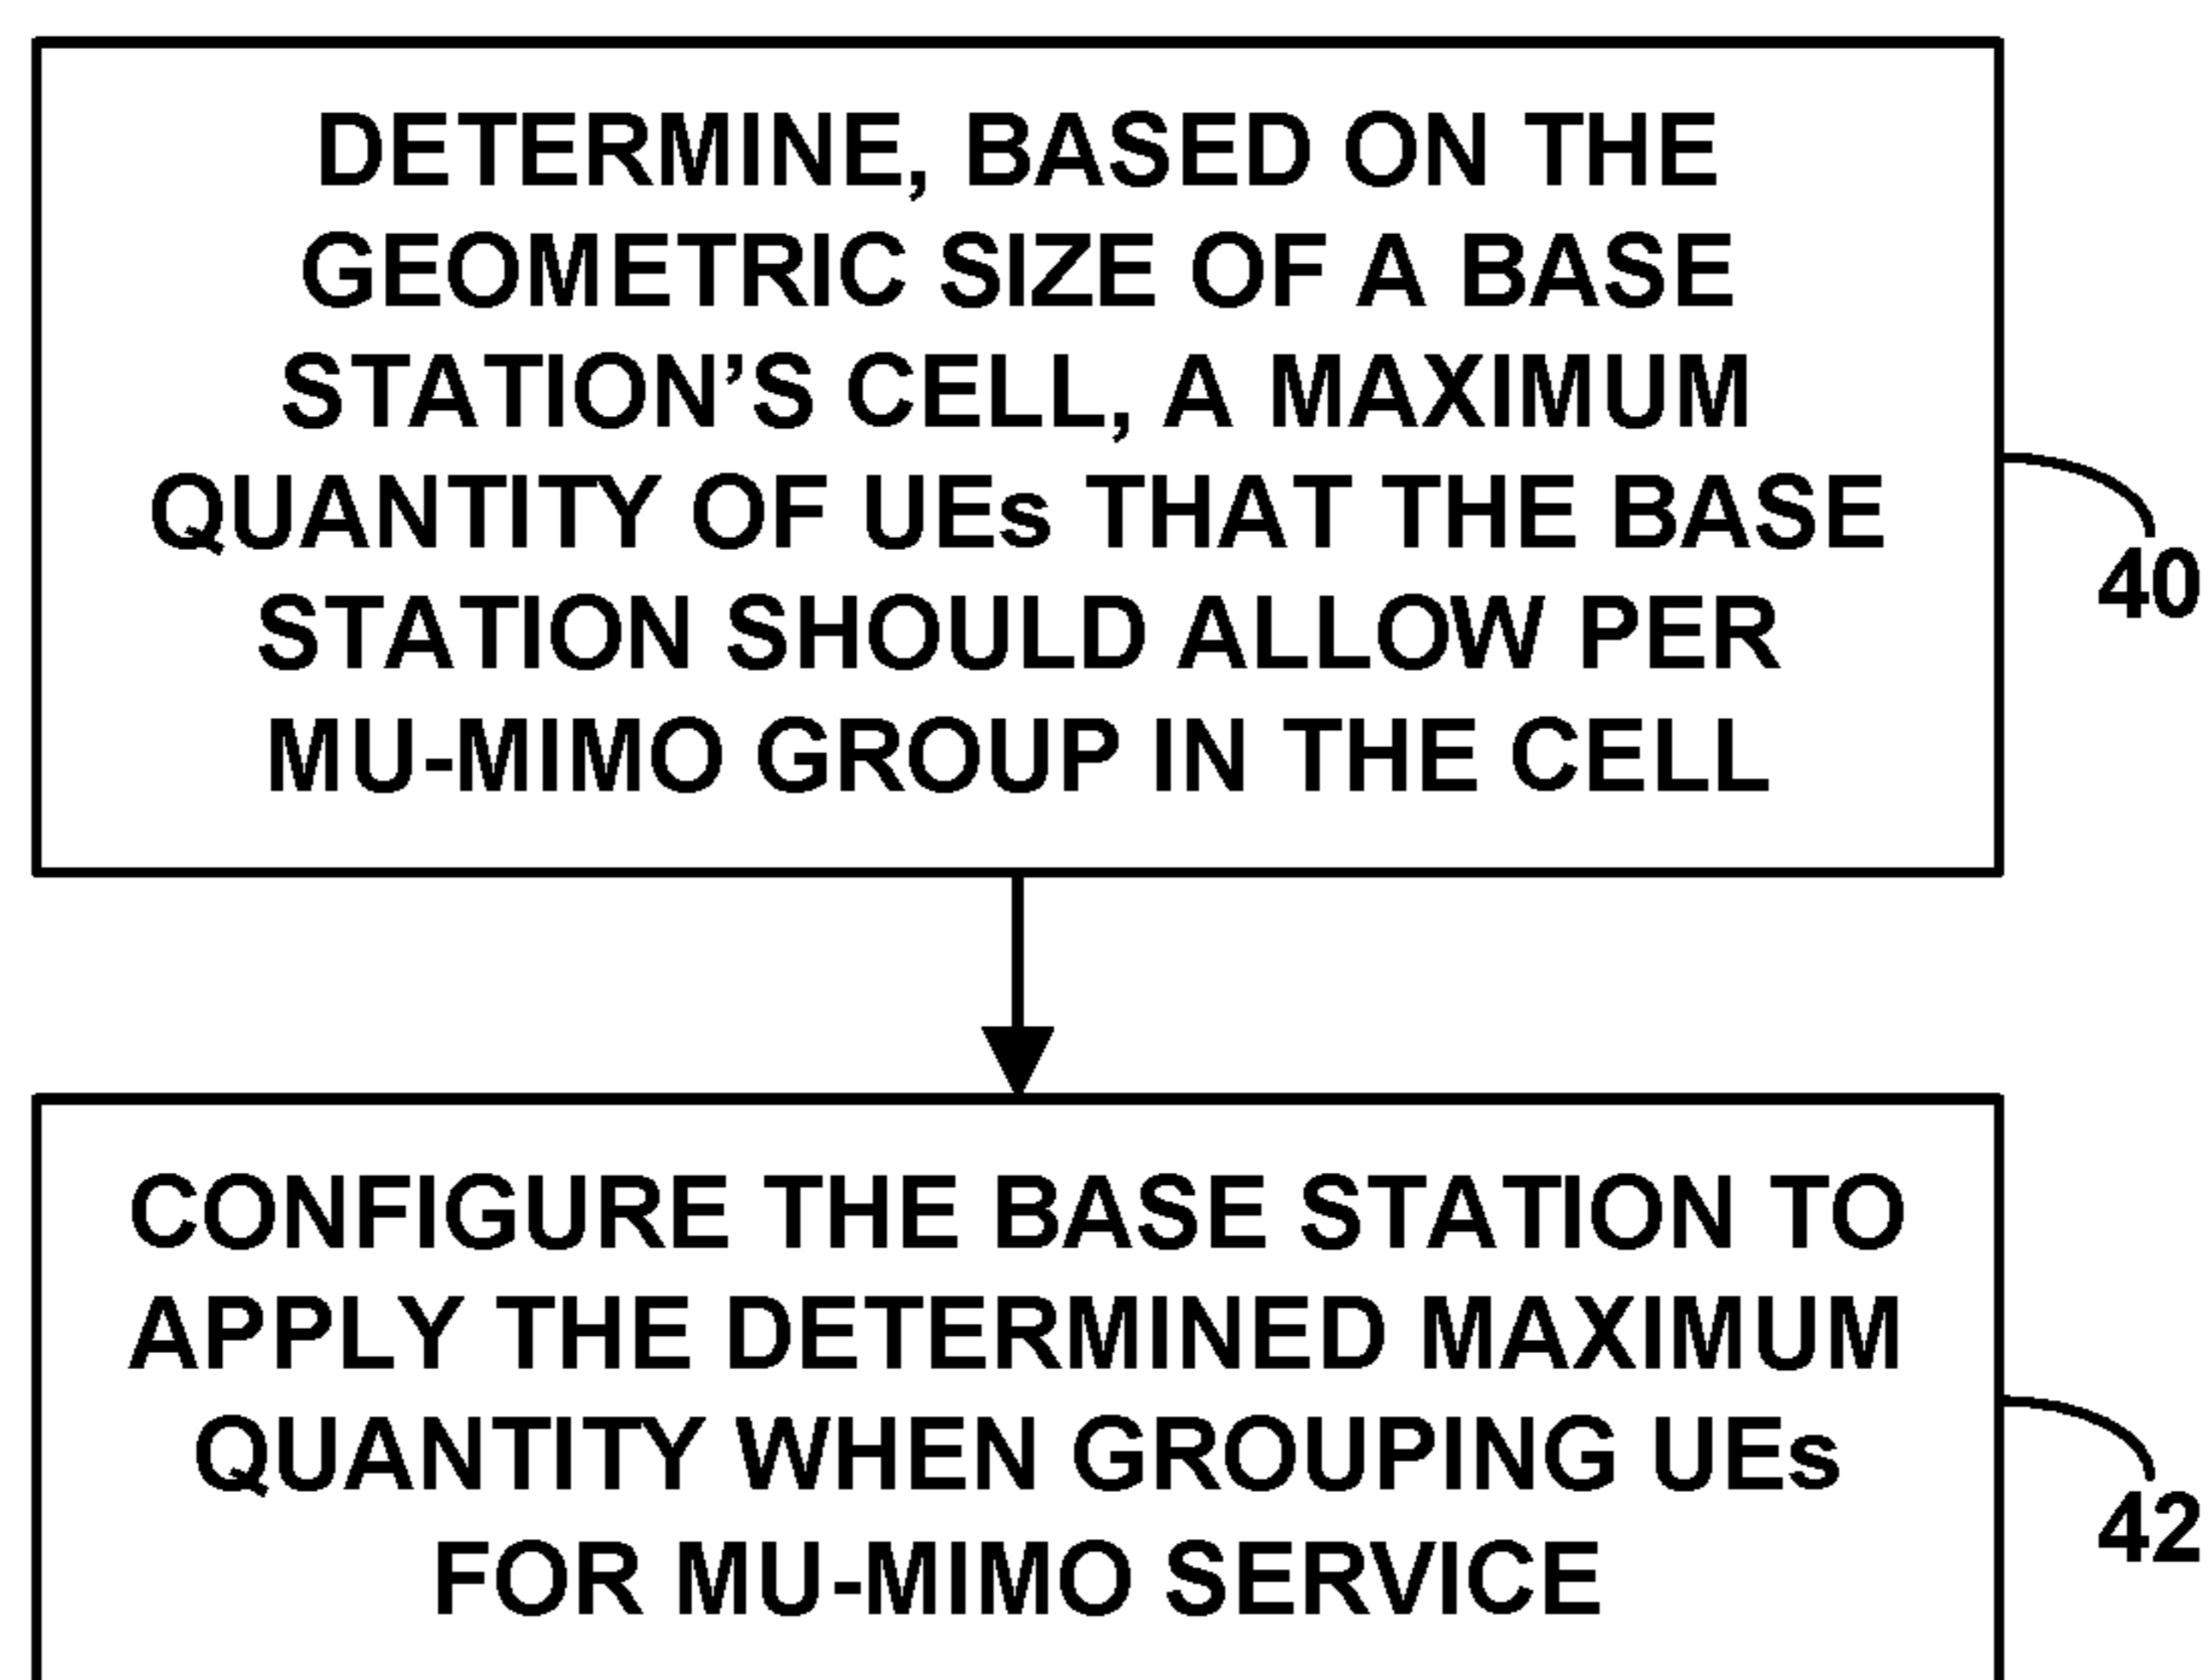 DETERMINE, BASED ON THE
GEOMETRIC SIZE OF A BASE
STATION’S CELL, A MAXIMUM
QUANTITY OF UEs THAT THE BASE
STATION SHOULD ALLOW PER
MU-MIMO GROUP IN THE CELL
40
CONFIGURE THE BASE STATION TO
APPLY THE DETERMINED MAXIMUM
QUANTITY WHEN GROUPING UEs
FOR MU-MIMO SERVICE
42